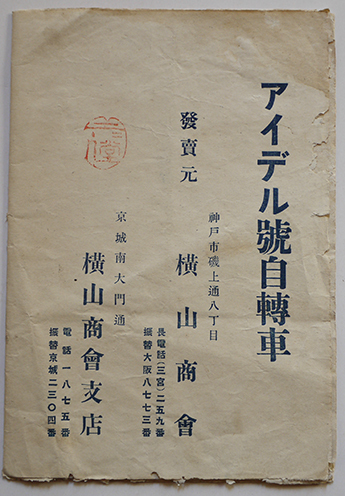 アイデル號自轉車
發賣元
神戸市磯上通八丁目
橫山商會
長電話(三宮)二五九番
振替大阪八七七三番
京城南大門通
橫山商會支店
電話一八七五番
振替京城二三〇四番